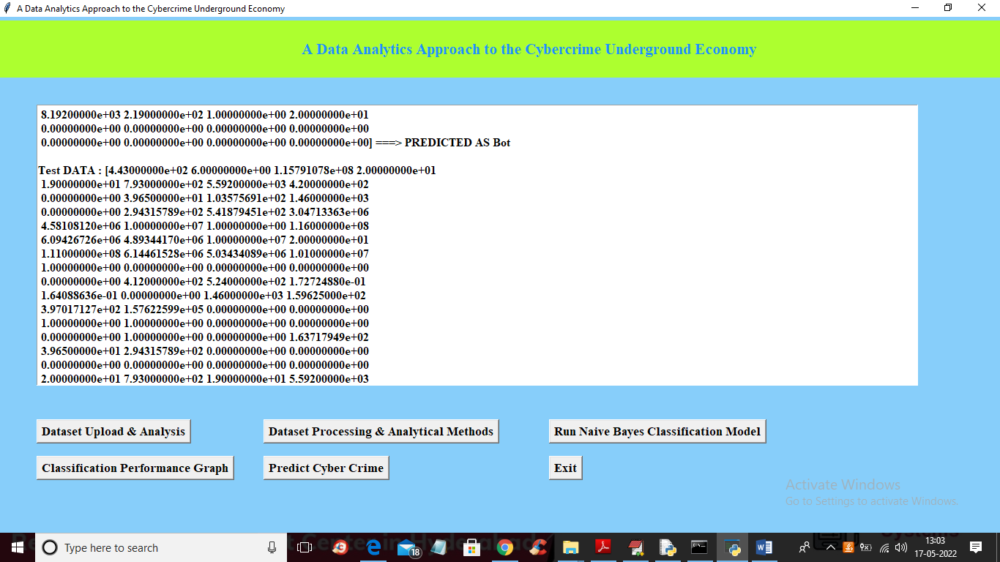 A Data Analytics Approach to the Cybercrime Underground Economy
A Data Analytics Approach to the Cybercrime Underground Economy
8.19200000e+03 2.19000000e+02 1.00000000e+00 2.00000000e+01
0.00000000e+00 0.00000000e+00 0.00000000e+00 0.00000000e+00
0.00000000e+00 0.00000000e+00 0.00000000e+00 0.00000000e+00] ===> PREDICTED AS Bot
Test DATA : [4.43000000e+02 6.00000000e+00 1.15791078e+08 2.00000000e+01
1.90000000e+01 7.93000000e+02 5.59200000e+03 4.20000000e+02
0.00000000e+00 3.96500000e+01 1.03575691e+02 1.46000000e+03
0.00000000e+00 2.94315789e+02 5.41879451e+02 3.04713363e+06
4.58108120e+06 1.00000000e+07 1.00000000e+00 1.16000000e+08
6.09426726e+06 4.89344170e+06 1.00000000e+07 2.00000000e+01
1.11000000e+08 6.14461528e+06 5.03434089e+06 1.01000000e+07
1.00000000e+00 0.00000000e+00 0.00000000e+00 0.00000000e+00
0.00000000e+00 4.12000000e+02 5.24000000e+02 1.72724880e-01
1.64088636e-01 0.00000000e+00 1.46000000e+03 1.59625000e+02
3.97017127e+02 1.57622599e+05 0.00000000e+00 0.00000000e+00
1.00000000e+00 1.00000000e+00 0.00000000e+00 0.00000000e+00
0.00000000e+00 1.00000000e+00 0.00000000e+00 1.63717949e+02
3.96500000e+01 2.94315789e+02 0.00000000e+00 0.00000000e+00
0.00000000e+00 0.00000000e+00 0.00000000e+00 0.00000000e+00
2.00000000e+01 7.93000000e+02 1.90000000e+01 5.59200000e+03
Dataset Upload & Analysis Dataset Processing & Analytical Methods Run Naive Bayes Classification Model
Classification Performance Graph Predict Cyber Crime Exit
Activate Windows
Go to Settings to activate Windows.
Type here to search
18
13:03
17-05-2022